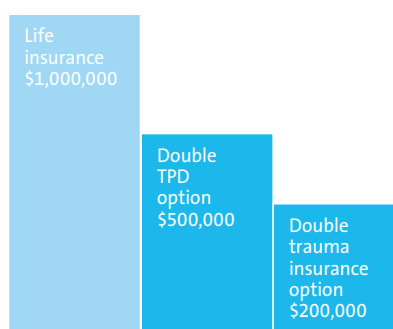 Life
insurance
$1,000,000
Double
TPD
option
$500,000
Double
trauma
insurance
option
$200,000